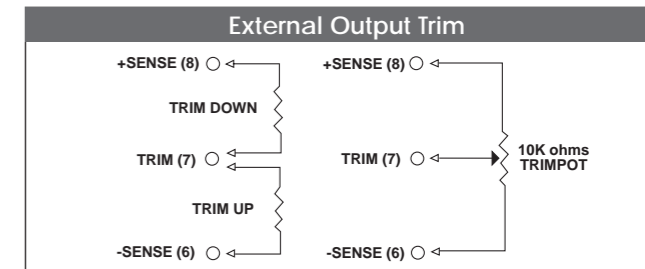 External Output Trim
+SENSE (8)
TRIM DOWN
TRIM (7)
TRIM UP
-SENSE (6)
+SENSE (8)
TRIM (7)
10K ohms
TRIMPOT
-SENSE (6)